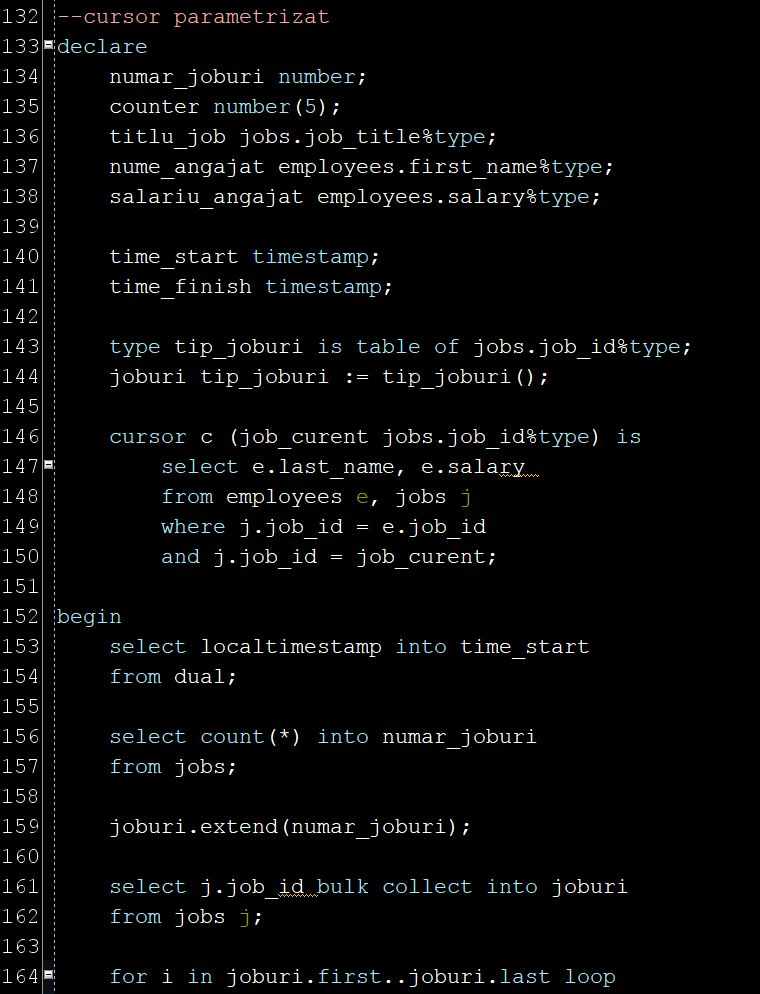 132 --cursor parametrizat
133 declare
134     numar_joburi number;
135     counter number(5);
136     titlu_job jobs.job_title%type;
137     nume_angajat employees.first_name%type;
138     salariu_angajat employees.salary%type;
139
140     time_start timestamp;
141     time_finish timestamp;
142
143     type tip_joburi is table of jobs.job_id%type;
144     joburi tip_joburi := tip_joburi();
145
146     cursor c (job_curent jobs.job_id%type) is
147         select e.last_name, e.salary
148         from employees e, jobs j
149         where j.job_id = e.job_id
150         and j.job_id = job_curent;
151
152 begin
153     select localtimestamp into time_start
154     from dual;
155
156     select count(*) into numar_joburi
157     from jobs;
158
159     joburi.extend(numar_joburi);
160
161     select j.job_id bulk collect into joburi
162     from jobs j;
163
164     for i in joburi.first..joburi.last loop